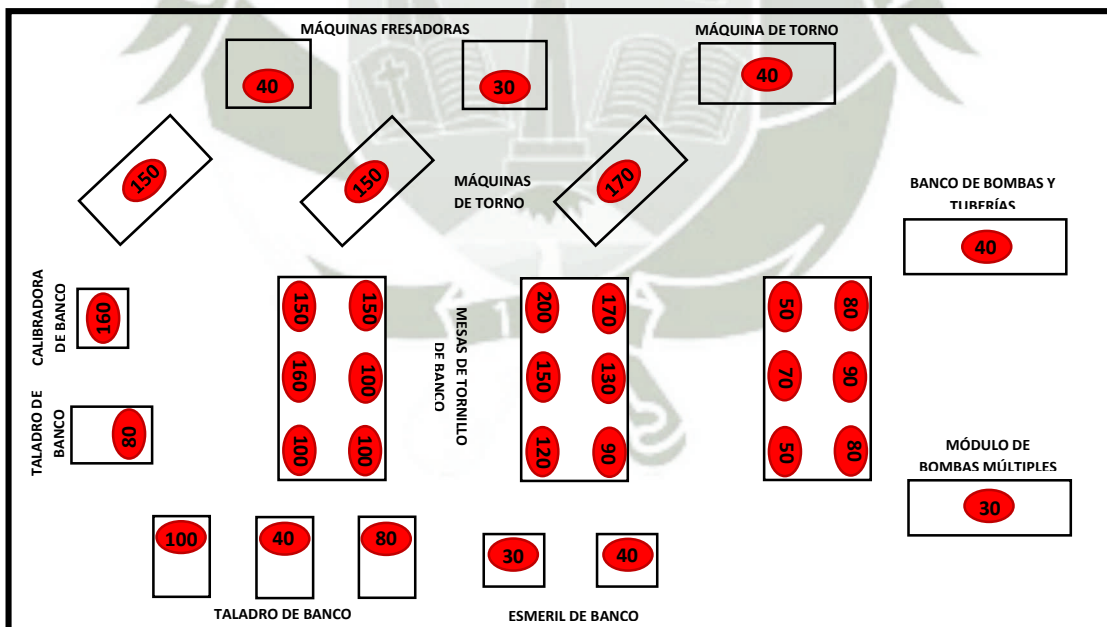 MÁQUINAS FRESADORAS
MÁQUINA DE TORNO
40
30
40
150
150
170
MÁQUINAS
DE TORNO
BANCO DE BOMBAS Y
TUBERÍAS
40
CALIBRADORA
DE BANCO
160
MESAS DE TORNILLO
DE BANCO
150
150
160
100
100
100
200
170
150
130
120
90
50
80
70
90
50
80
TALADRO DE
BANCO
80
MÓDULO DE
BOMBAS MÚLTIPLES
30
100
40
80
30
40
TALADRO DE BANCO
ESMERIL DE BANCO